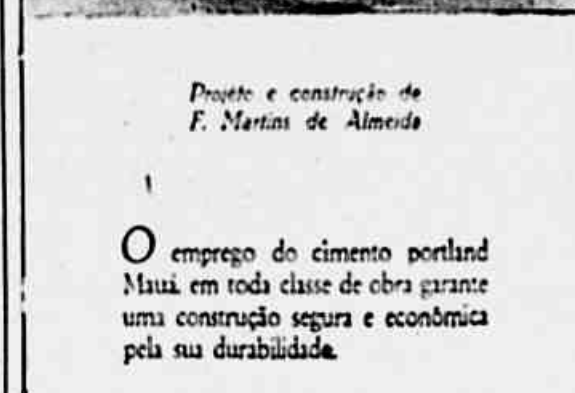 Projéto e construção de
F. Martins de Almeida
O emprego do cimento portland
Mauá em toda classe de obra garante
uma construção segura e econômica
pela sua durabilidade.